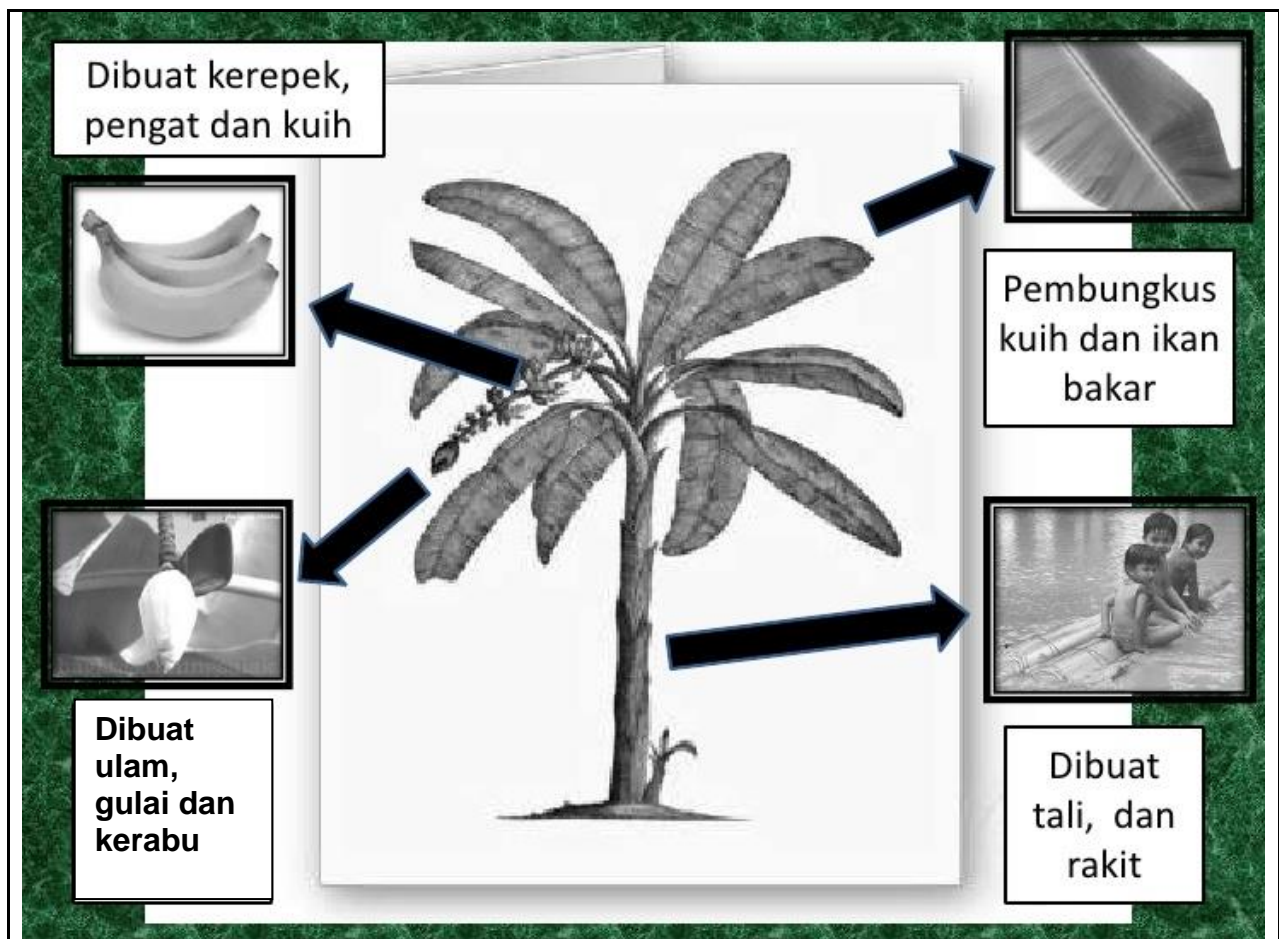 Dibuat kerepek,
pengat dan kuih
Pembungkus
kuih dan ikan
bakar
Dibuat
ulam,
gulai dan
kerabu
Dibuat
tali, dan
rakit